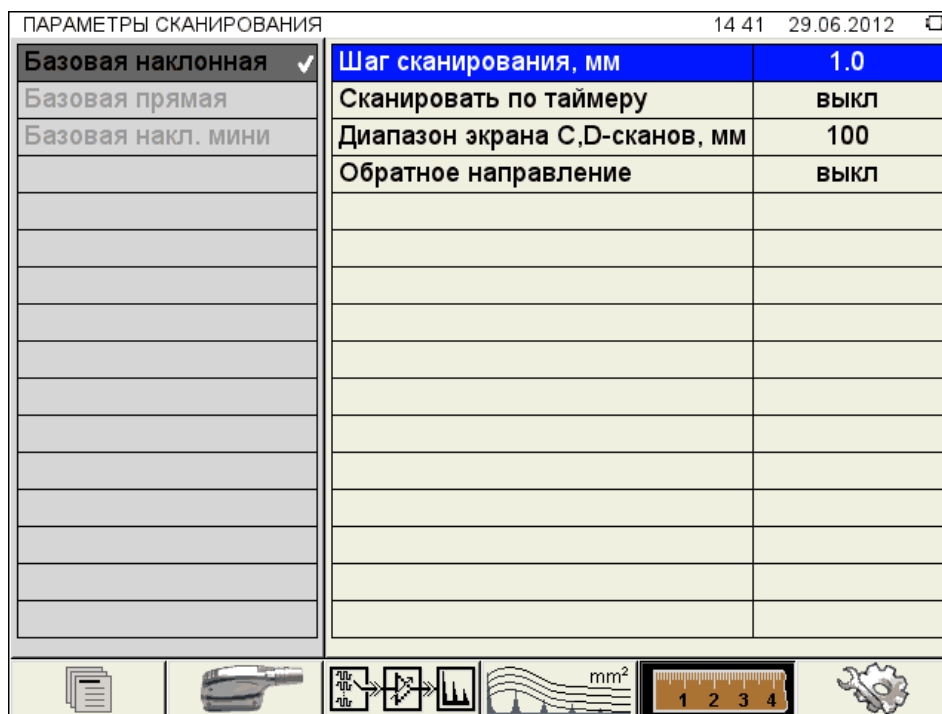 ПАРАМЕТРЫ СКАНИРОВАНИЯ 14 41 29.06.2012
Базовая наклонная
Базовая прямая
Базовая накл. мини
Шаг сканирования, мм 1.0
Сканировать по таймеру выкл
Диапазон экрана C,D-сканов, мм 100
Обратное направление выкл
mm²
1 2 3 4